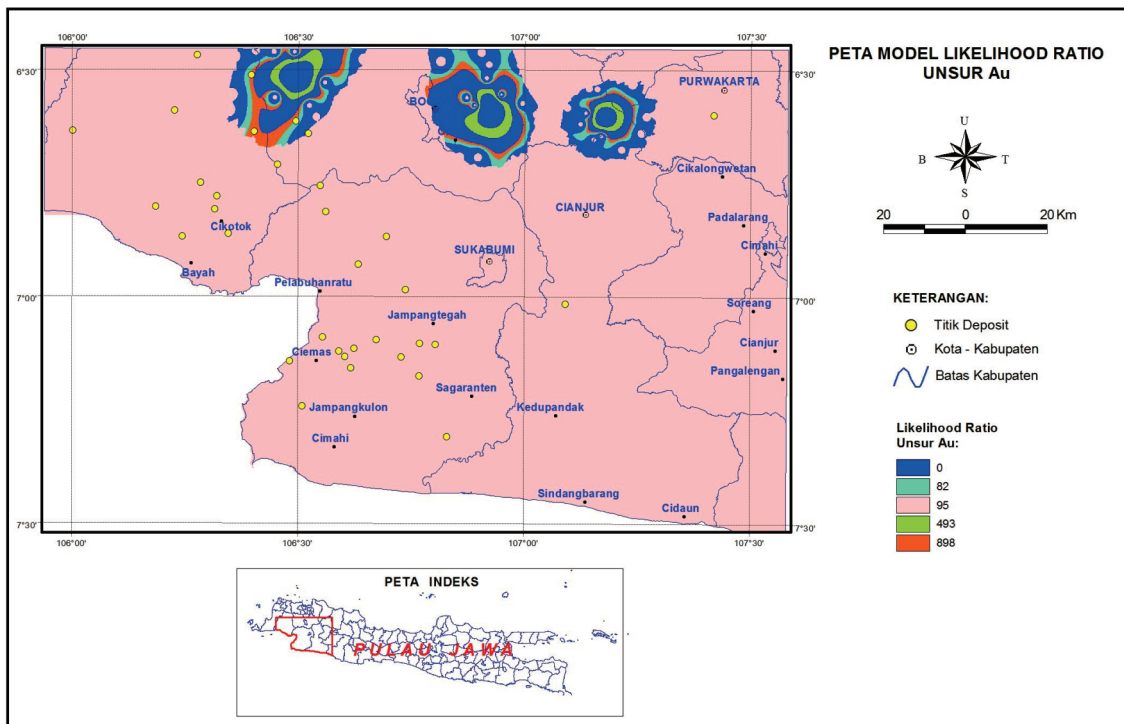 PETA MODEL LIKELIHOOD RATIO
UNSUR Au
106°00'
106°30'
107°00'
107°30'
6°30'
6°30'
PURWAKARTA
Cikalongwetan
CIANJUR
Padalarang
Cimahi
Cikotok
SUKABUMI
Bayah
Pelabuhanratu
7°00'
7°00'
Soreang
Jampangtegah
Cianjur
Ciemas
Pangalengan
Sagaranten
Jampangkulon
Kedupandak
Cimahi
Sindangbarang
Cidaun
7°30'
7°30'
106°00'
106°30'
107°00'
107°30'
U
B
T
S
20
0
20 Km
KETERANGAN:
Titik Deposit
Kota - Kabupaten
Batas Kabupaten
Likelihood Ratio
Unsur Au:
0
82
95
493
898
PETA INDEKS
PULAU JAWA